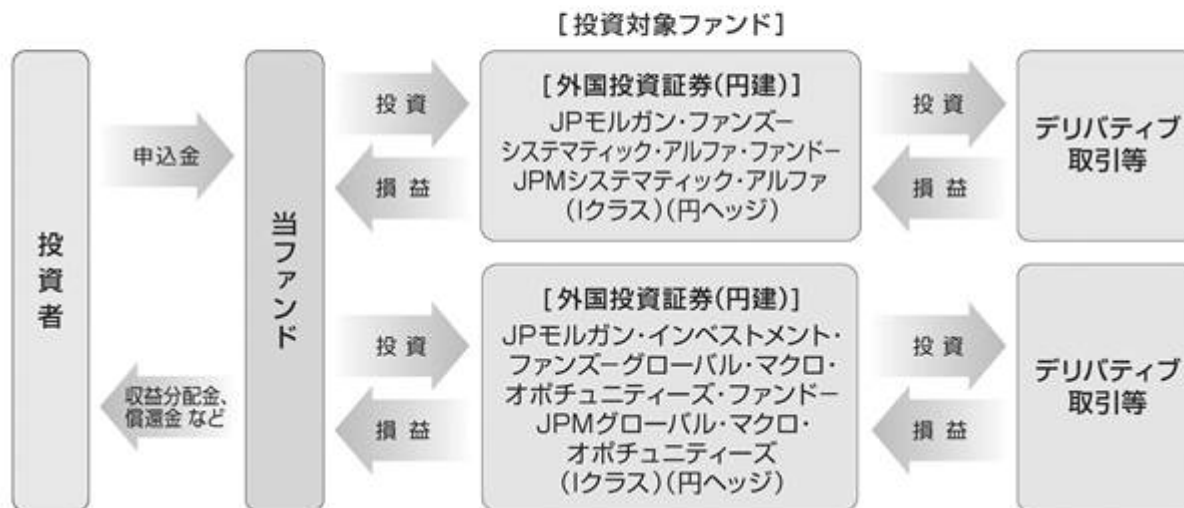 [投資対象ファンド]
投資者
申込金
収益分配金、
償還金 など
当ファンド
投 資
損 益
[外国投資証券(円建)]
JPモルガン・ファンズー
システマティック・アルファ・ファンドー
JPMシステマティック・アルファ
(Iクラス)(円ヘッジ)
投 資
損 益
デリバティブ
取引等
投 資
損 益
[外国投資証券(円建)]
JPモルガン・インベストメント・
ファンズーグローバル・マクロ・
オポチュニティーズ・ファンドー
JPMグローバル・マクロ・
オポチュニティーズ
(Iクラス)(円ヘッジ)
投 資
損 益
デリバティブ
取引等